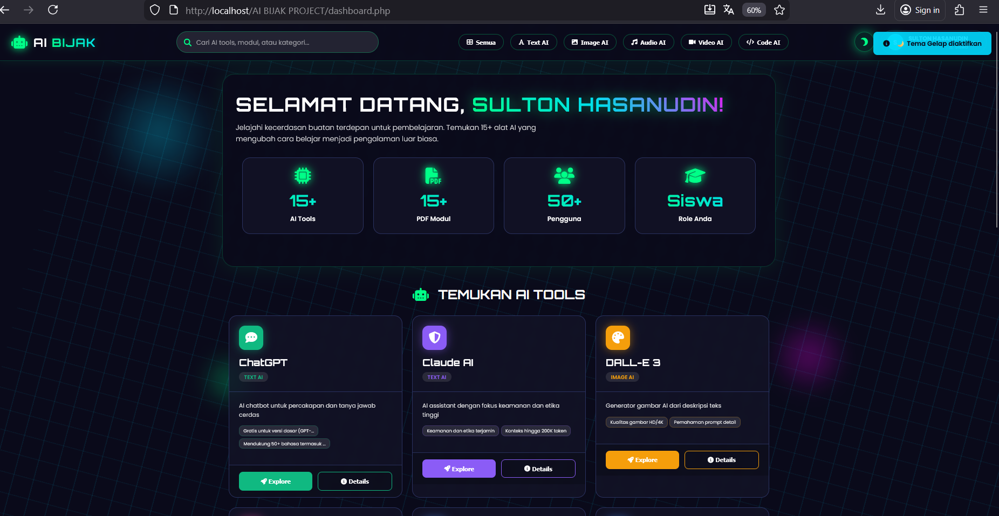 http://localhost/AI BIJAK PROJECT/dashboard.php
60%
Sign in
AI BIJAK
Cari AI tools, modul, atau kategori...
Semua
Text AI
Image AI
Audio AI
Video AI
Code AI
SULTON HASANUDIN
Tema Gelap diaktifkan
SELAMAT DATANG, SULTON HASANUDIN!
Jelajahi kecerdasan buatan terdepan untuk pembelajaran. Temukan 15+ alat AI yang
mengubah cara belajar menjadi pengalaman luar biasa.
15+
AI Tools
PDF
15+
PDF Modul
50+
Pengguna
Siswa
Role Anda
TEMUKAN AI TOOLS
ChatGPT
TEXT AI
AI chatbot untuk percakapan dan tanya jawab
cerdas
Gratis untuk versi dasar (GPT-...
Mendukung 50+ bahasa termasuk ...
Explore
Details
Claude AI
TEXT AI
AI assistant dengan fokus keamanan dan etika
tinggi
Keamanan dan etika terjamin
Konteks hingga 200K token
Explore
Details
DALL-E 3
IMAGE AI
Generator gambar AI dari deskripsi teks
Kualitas gambar HD/4K
Pemahaman prompt detail
Explore
Details